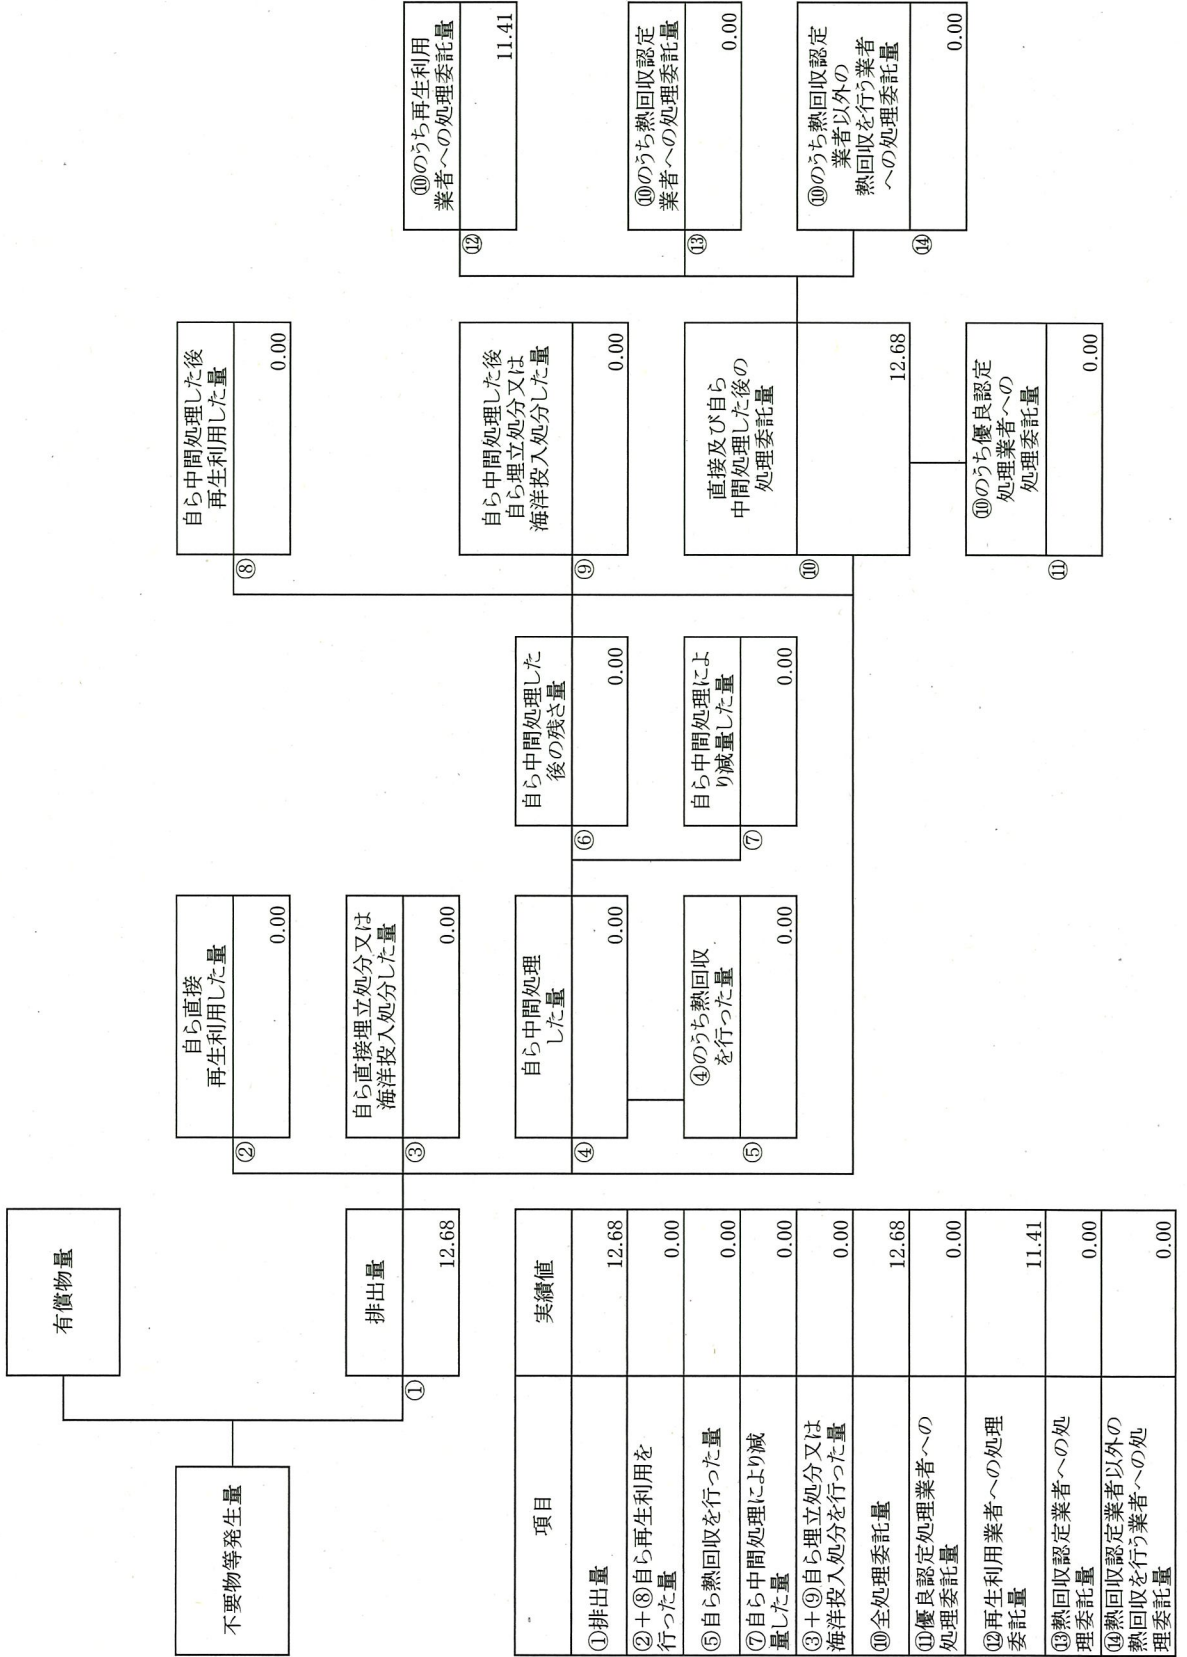 不要物等発生量
有償物量
排出量
①
12.68
自ら直接
再生利用した量
②
0.00
自ら直接埋立処分又は
海洋投入処分した量
③
0.00
自ら中間処理
した量
④
0.00
④のうち熱回収
を行った量
⑤
0.00
自ら中間処理した
後の残さ量
⑥
0.00
自ら中間処理によ
り減量した量
⑦
0.00
自ら中間処理した後
再生利用した量
⑧
0.00
自ら中間処理した後
自ら埋立処分又は
海洋投入処分した量
⑨
0.00
直接及び自ら
中間処理した後の
処理委託量
⑩
12.68
⑩のうち優良認定
処理業者への
処理委託量
⑪
0.00
⑩のうち再生利用
業者への処理委託量
⑫
11.41
⑩のうち熱回収認定
業者への処理委託量
⑬
0.00
⑩のうち熱回収認定
業者以外の
熱回収を行う業者
への処理委託量
⑭
0.00
項目 実績値
①排出量 12.68
②+⑧自ら再生利用を
行った量 0.00
⑤自ら熱回収を行った量 0.00
⑦自ら中間処理により減
量した量 0.00
③+⑨自ら埋立処分又は
海洋投入処分を行った量 0.00
⑩全処理委託量 12.68
⑪優良認定処理業者への
処理委託量 0.00
⑫再生利用業者への処理
委託量 11.41
⑬熱回収認定業者への処
理委託量 0.00
⑭熱回収認定業者以外の
熱回収を行う業者への処
理委託量 0.00